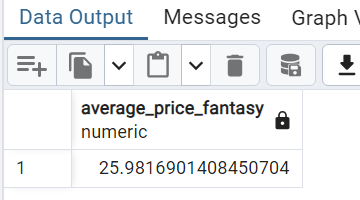 Data Output Messages Graph V
average_price_fantasy
numeric
1 25.9816901408450704